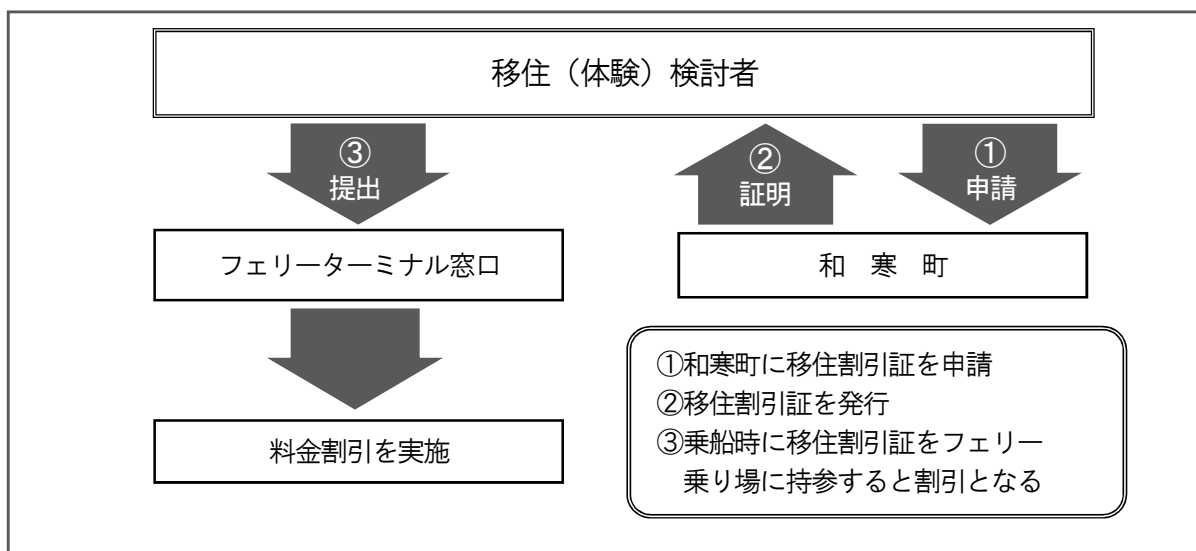 移住（体験）検討者
③
提出
②
証明
①
申請
フェリーターミナル窓口
和　寒　町
料金割引を実施
①和寒町に移住割引証を申請
②移住割引証を発行
③乗船時に移住割引証をフェリー
乗り場に持参すると割引となる